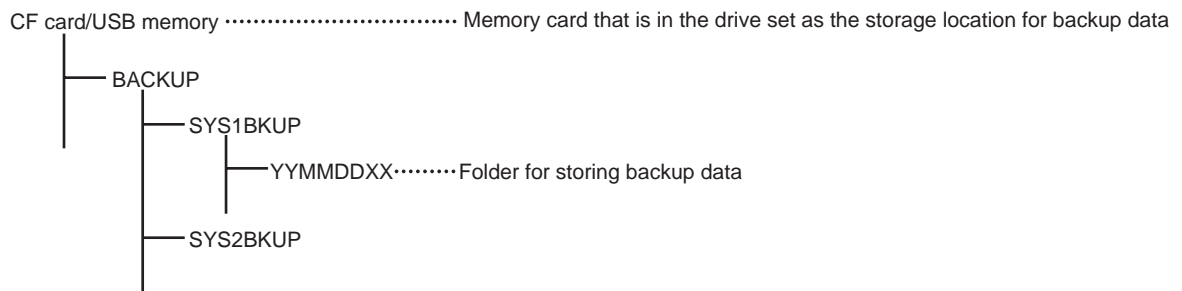 CF card/USB memory ································ Memory card that is in the drive set as the storage location for backup data
BACKUP
SYS1BKUP
YYMMDDXX·········Folder for storing backup data
SYS2BKUP